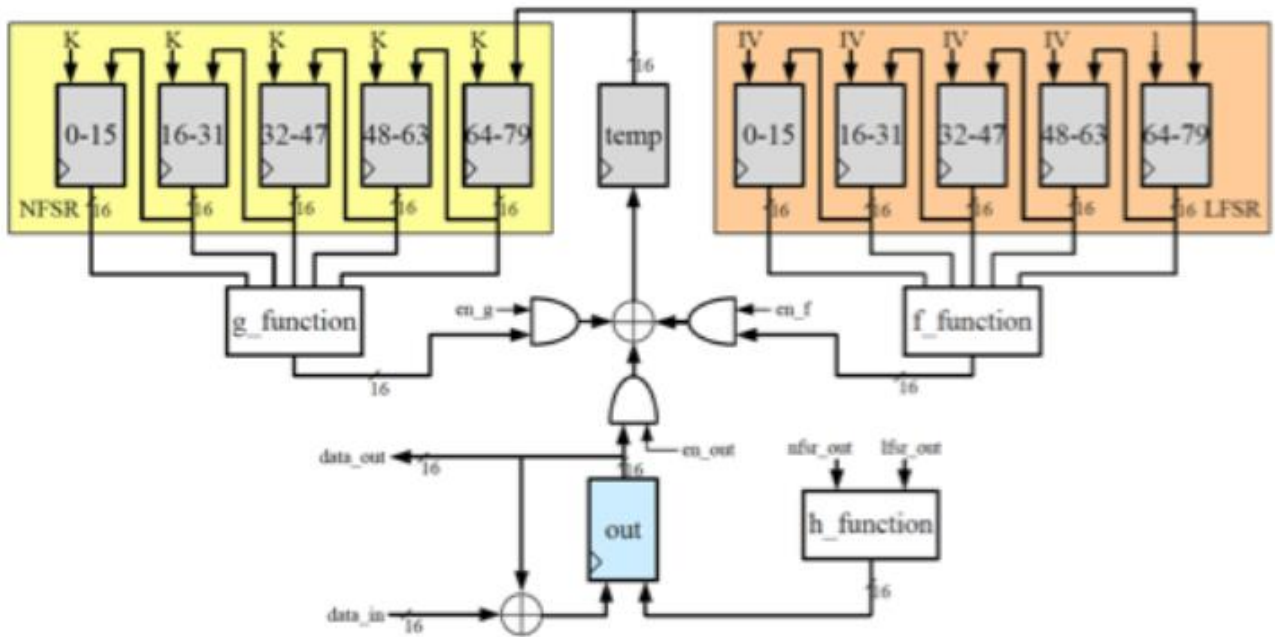 K K K K K
IV IV IV IV 1
16
0-15 16-31 32-47 48-63 64-79
temp
0-15 16-31 32-47 48-63 64-79
NFSR 16 16 16 16 16
16 16 16 16 16 LFSR
g_function
en_g
en_f
f_function
16
16
en_out
data_out 16
16
nfsr_out lfsr_out
out
h_function
16
data_in 16